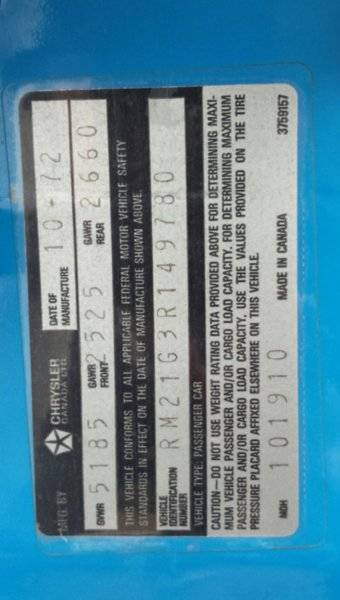 MFG. BY CHRYSLER CANADA LTD. DATE OF MANUFACTURE 10-72
GVWR 5185 GAWR FRONT 2525 GAWR REAR 2660
THIS VEHICLE CONFORMS TO ALL APPLICABLE FEDERAL MOTOR VEHICLE SAFETY
STANDARDS IN EFFECT ON THE DATE OF MANUFACTURE SHOWN ABOVE.
VEHICLE IDENTIFICATION NUMBER RM21G3R149780
VEHICLE TYPE: PASSENGER CAR
CAUTION—DO NOT USE WEIGHT RATING DATA PROVIDED ABOVE FOR DETERMINING MAXI-
MUM VEHICLE PASSENGER AND/OR CARGO LOAD CAPACITY. FOR DETERMINING MAXIMUM
PASSENGER AND/OR CARGO LOAD CAPACITY, USE THE VALUES PROVIDED ON THE TIRE
PRESSURE PLACARD AFFIXED ELSEWHERE ON THIS VEHICLE.
MDH 101910 MADE IN CANADA 3759157